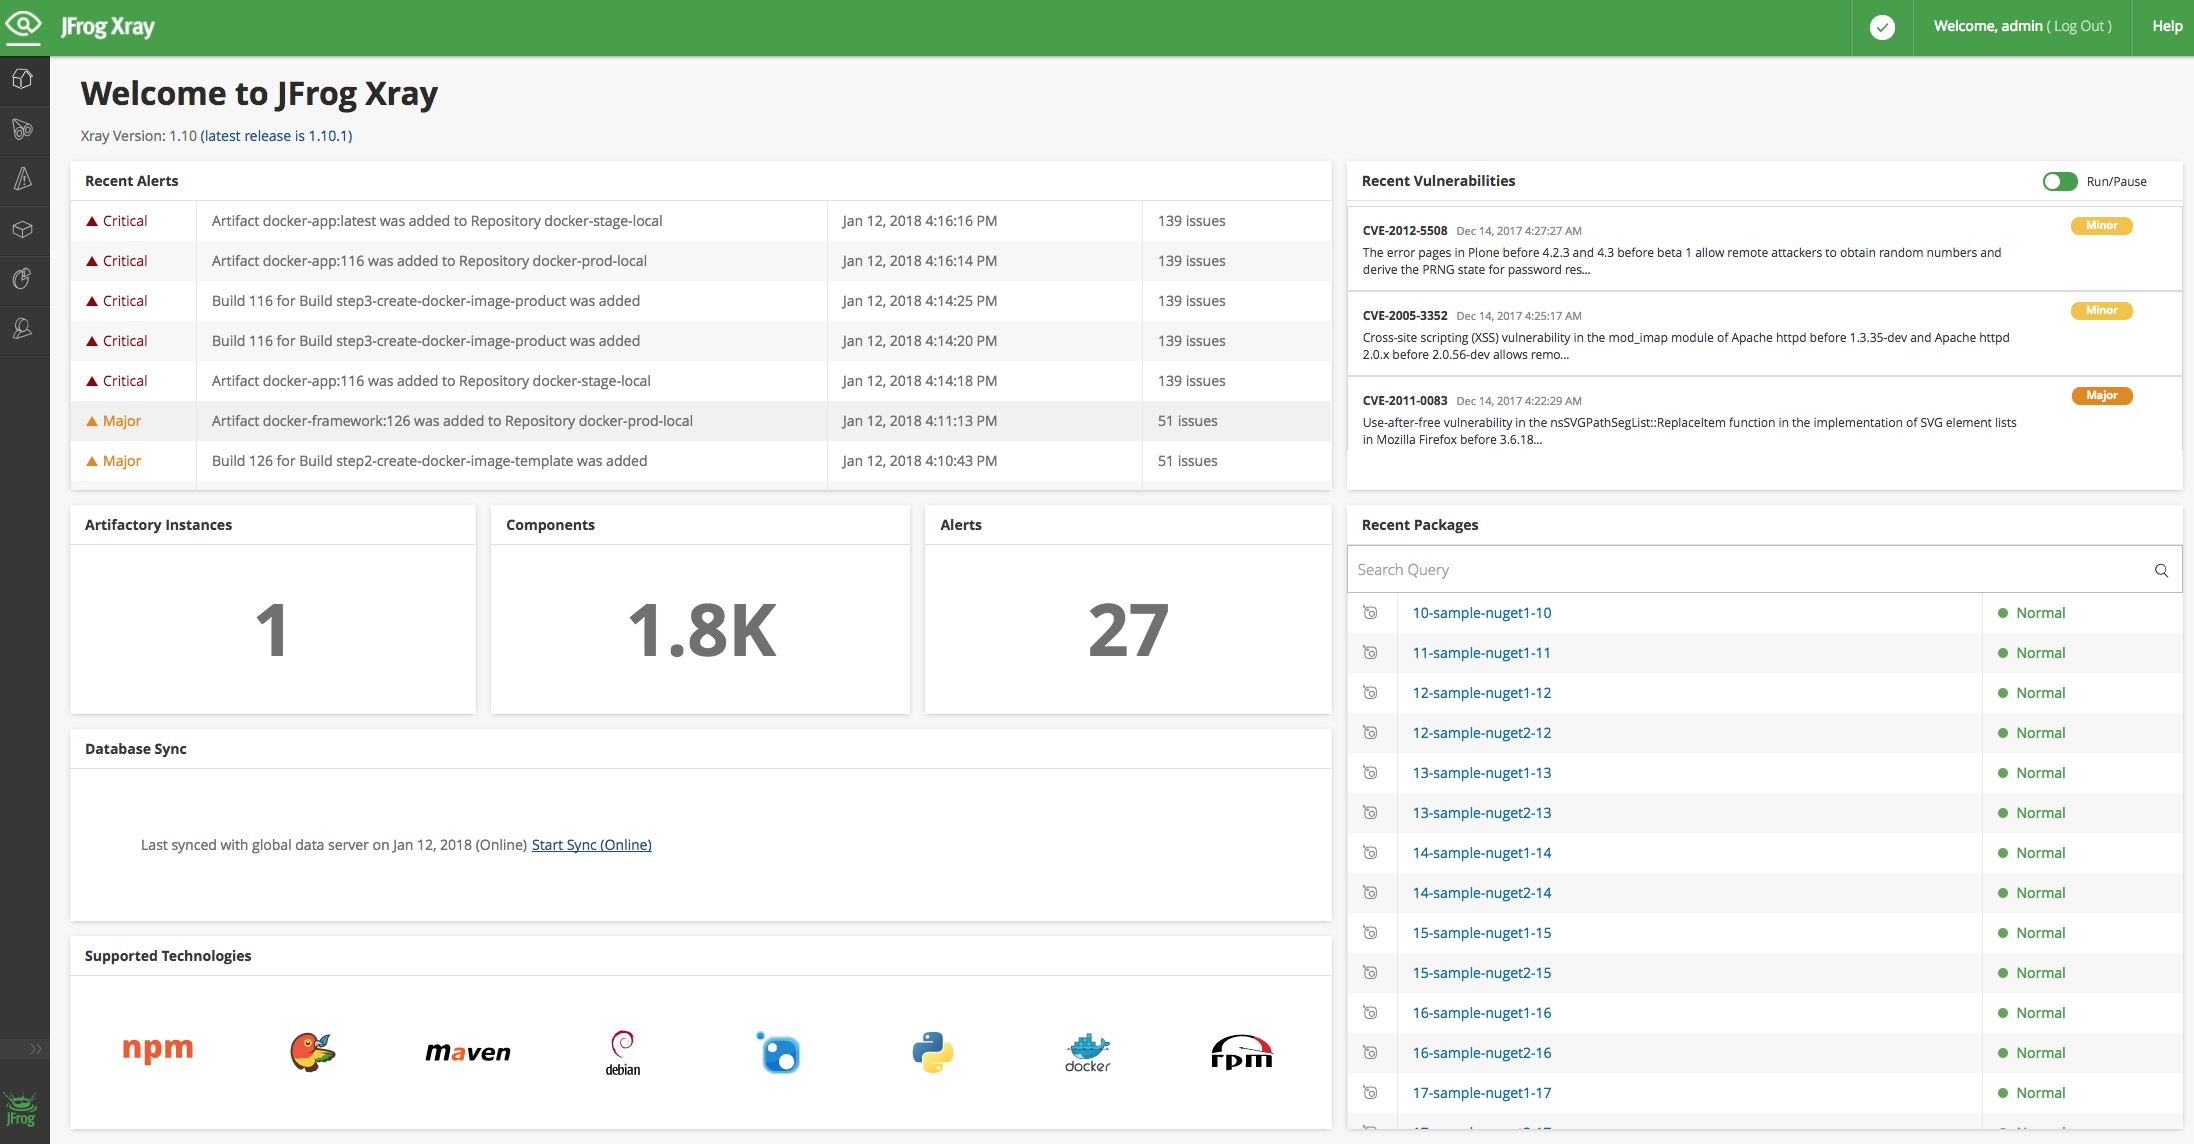 JFrog Xray
Welcome, admin ( Log Out )
Help
Welcome to JFrog Xray
Xray Version: 1.10 (latest release is 1.10.1)
Recent Alerts
Critical Artifact docker-app:latest was added to Repository docker-stage-local Jan 12, 2018 4:16:16 PM 139 issues
Critical Artifact docker-app:116 was added to Repository docker-prod-local Jan 12, 2018 4:16:14 PM 139 issues
Critical Build 116 for Build step3-create-docker-image-product was added Jan 12, 2018 4:14:25 PM 139 issues
Critical Build 116 for Build step3-create-docker-image-product was added Jan 12, 2018 4:14:20 PM 139 issues
Critical Artifact docker-app:116 was added to Repository docker-stage-local Jan 12, 2018 4:14:18 PM 139 issues
Major Artifact docker-framework:126 was added to Repository docker-prod-local Jan 12, 2018 4:11:13 PM 51 issues
Major Build 126 for Build step2-create-docker-image-template was added Jan 12, 2018 4:10:43 PM 51 issues
Recent Vulnerabilities
Run/Pause
CVE-2012-5508 Dec 14, 2017 4:27:27 AM Minor
The error pages in Plone before 4.2.3 and 4.3 before beta 1 allow remote attackers to obtain random numbers and
derive the PRNG state for password res...
CVE-2005-3352 Dec 14, 2017 4:25:17 AM Minor
Cross-site scripting (XSS) vulnerability in the mod_imap module of Apache httpd before 1.3.35-dev and Apache httpd
2.0.x before 2.0.56-dev allows remo...
CVE-2011-0083 Dec 14, 2017 4:22:29 AM Major
Use-after-free vulnerability in the nsSVGPathSegList::ReplaceItem function in the implementation of SVG element lists
in Mozilla Firefox before 3.6.18...
Artifactory Instances
1
Components
1.8K
Alerts
27
Database Sync
Last synced with global data server on Jan 12, 2018 (Online) Start Sync (Online)
Supported Technologies
npm
maven
debian
docker
rpm
Recent Packages
Search Query
10-sample-nuget1-10 Normal
11-sample-nuget1-11 Normal
12-sample-nuget1-12 Normal
12-sample-nuget2-12 Normal
13-sample-nuget1-13 Normal
13-sample-nuget2-13 Normal
14-sample-nuget1-14 Normal
14-sample-nuget2-14 Normal
15-sample-nuget1-15 Normal
15-sample-nuget2-15 Normal
16-sample-nuget1-16 Normal
16-sample-nuget2-16 Normal
17-sample-nuget1-17 Normal
JFrog